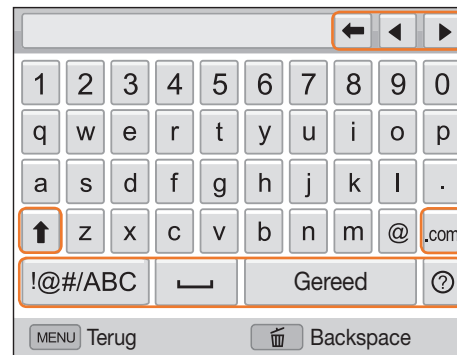 1 2 3 4 5 6 7 8 9 0
q w e r t y u i o p
a s d f g h j k l .
z x c v b n m @ .com
!@#/ABC Gereed ?
MENU Terug Backspace